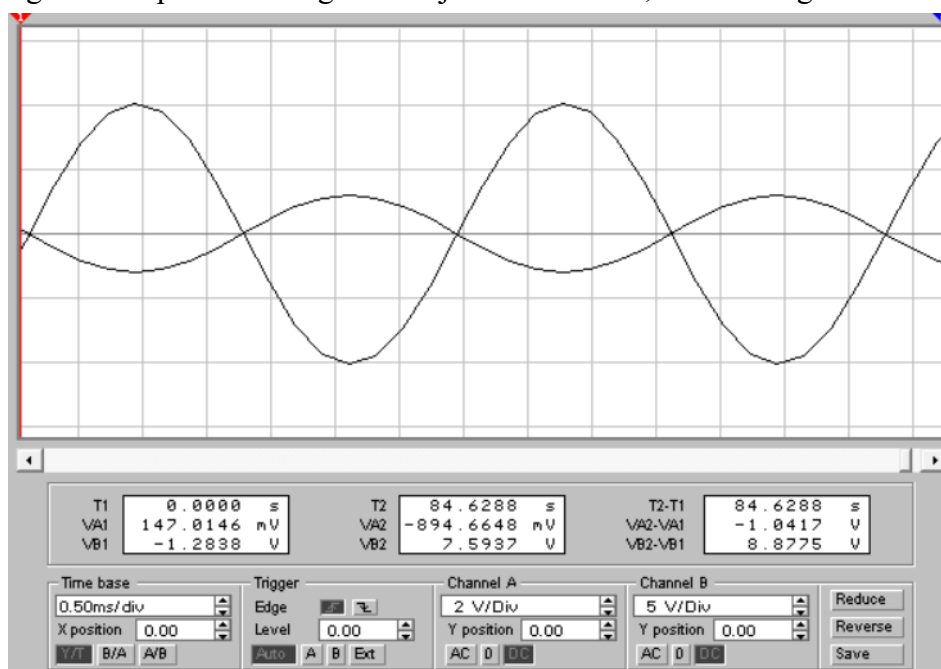 1
T1 0.0000 s T2 84.6288 s T2-T1 84.6288 s
VA1 147.0146 mV VA2 -894.6648 mV VA2-VA1 -1.0417 V
VB1 -1.2838 V VB2 7.5937 V VB2-VB1 8.8775 V
Time base Trigger Channel A Channel B
0.50ms/div Edge 2 V/Div 5 V/Div Reduce
X position 0.00 Level 0.00 Y position 0.00 Y position 0.00 Reverse
Y/T B/A A/B Auto A B Ext AC 0 DC AC 0 DC Save